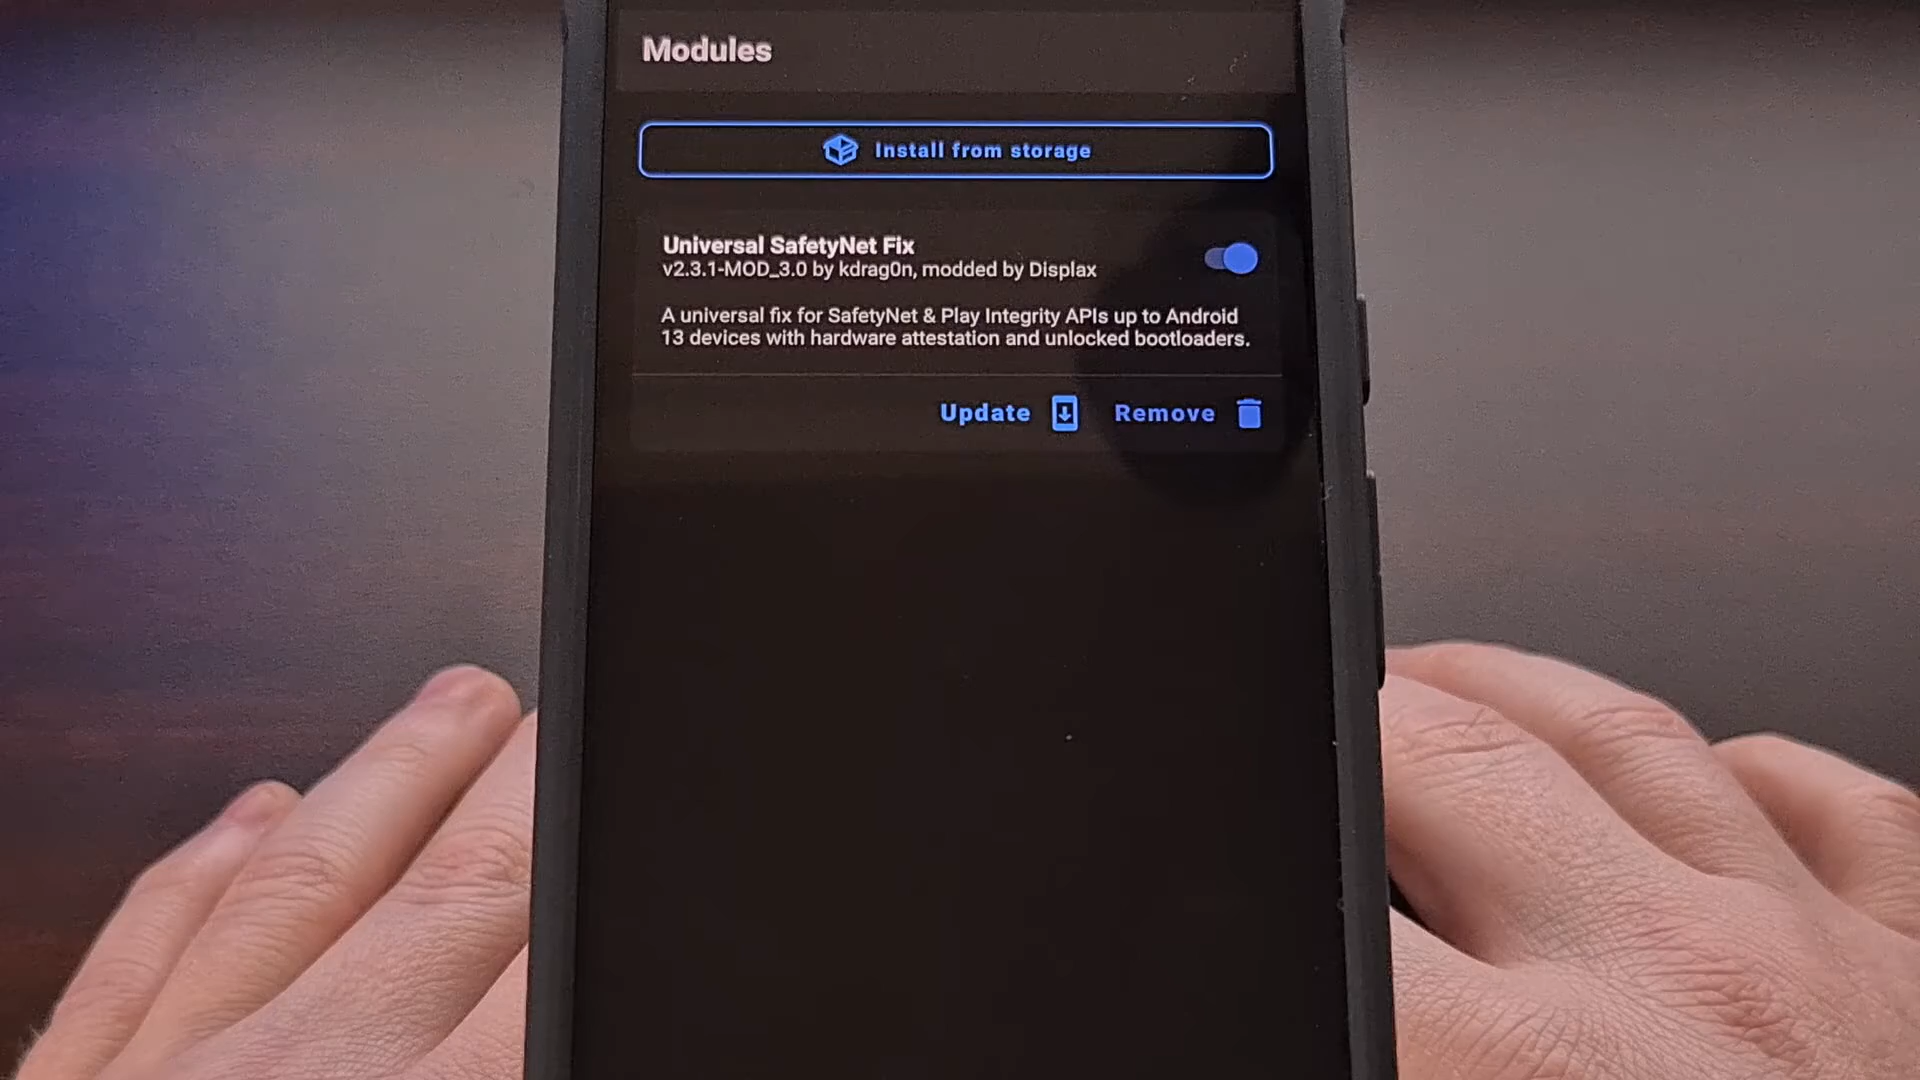 Modules
Install from storage
Universal SafetyNet Fix
v2.3.1-MOD_3.0 by kdrag0n, modded by Displax
A universal fix for SafetyNet & Play Integrity APIs up to Android
13 devices with hardware attestation and unlocked bootloaders.
Update Remove